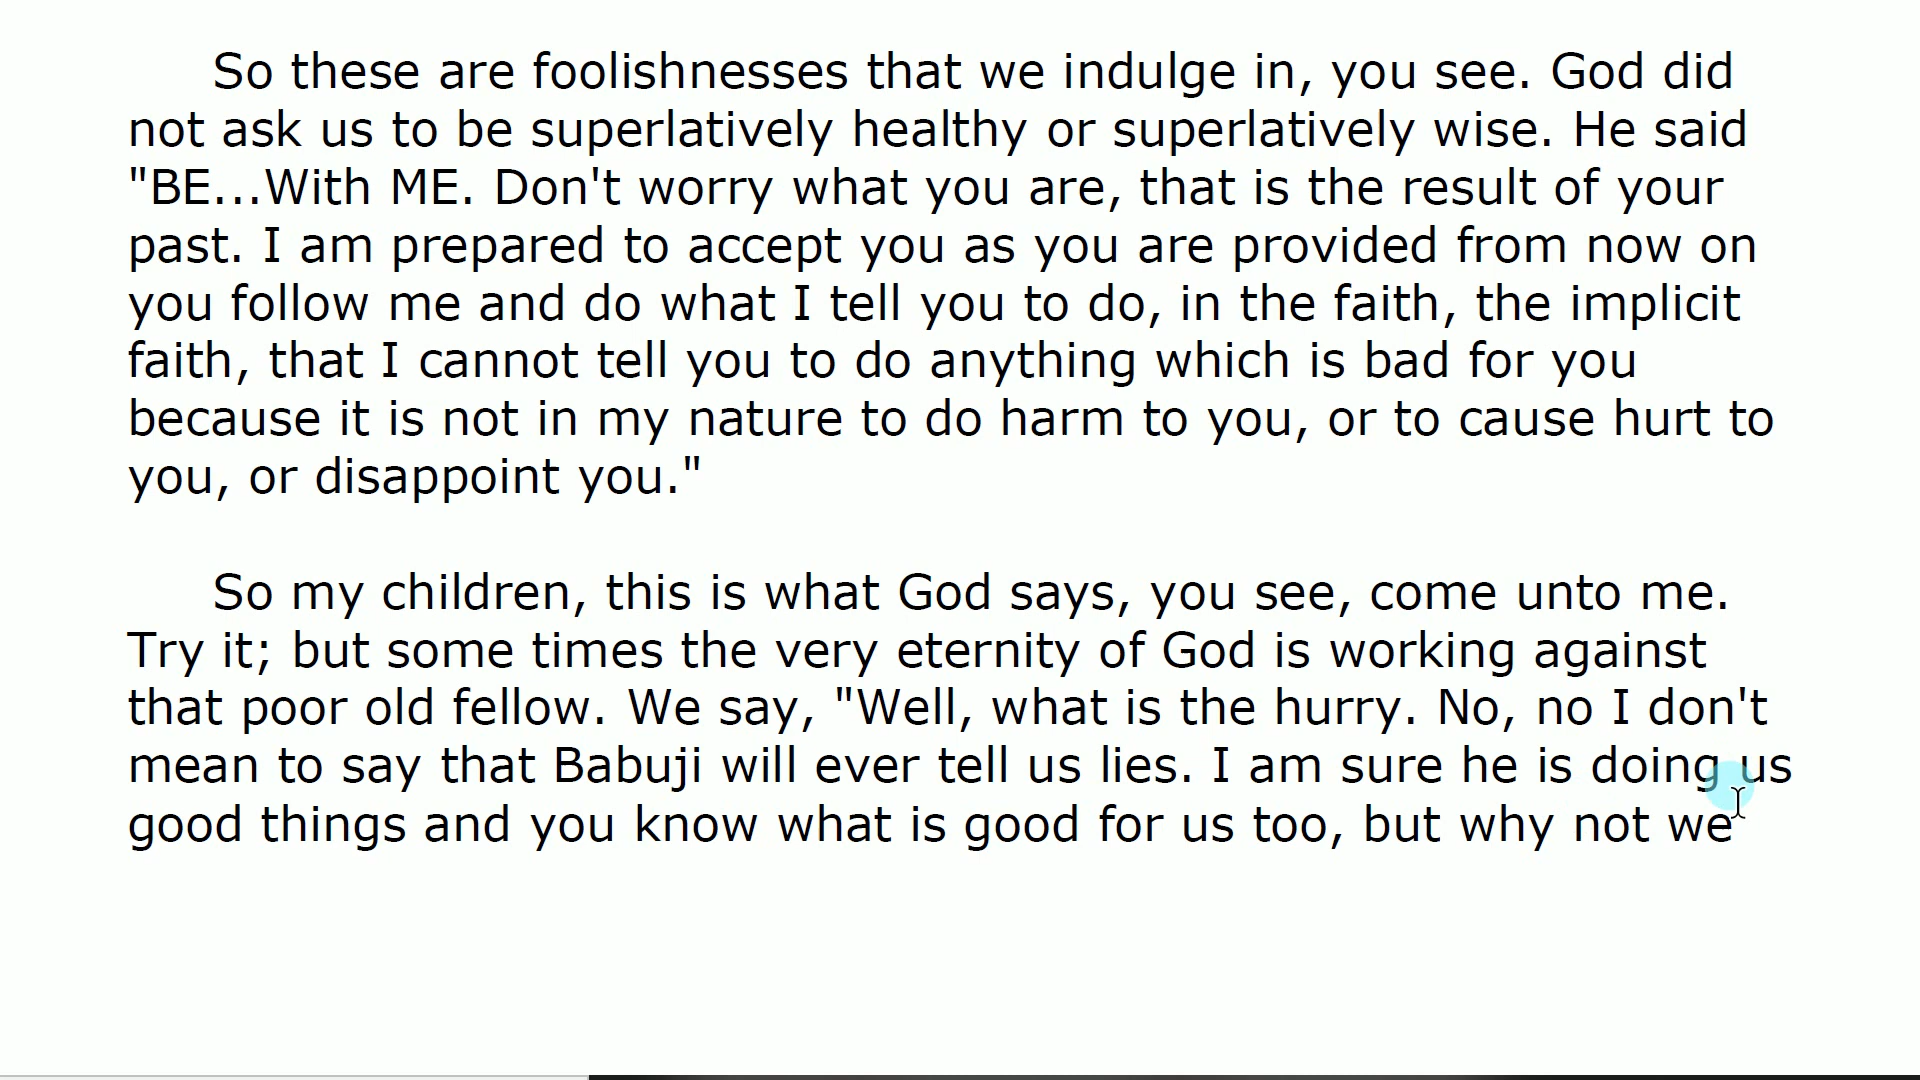 So these are foolishnesses that we indulge in, you see. God did
not ask us to be superlatively healthy or superlatively wise. He said
"BE...With ME. Don't worry what you are, that is the result of your
past. I am prepared to accept you as you are provided from now on
you follow me and do what I tell you to do, in the faith, the implicit
faith, that I cannot tell you to do anything which is bad for you
because it is not in my nature to do harm to you, or to cause hurt to
you, or disappoint you."
So my children, this is what God says, you see, come unto me.
Try it; but some times the very eternity of God is working against
that poor old fellow. We say, "Well, what is the hurry. No, no I don't
mean to say that Babuji will ever tell us lies. I am sure he is doing us
good things and you know what is good for us too, but why not we